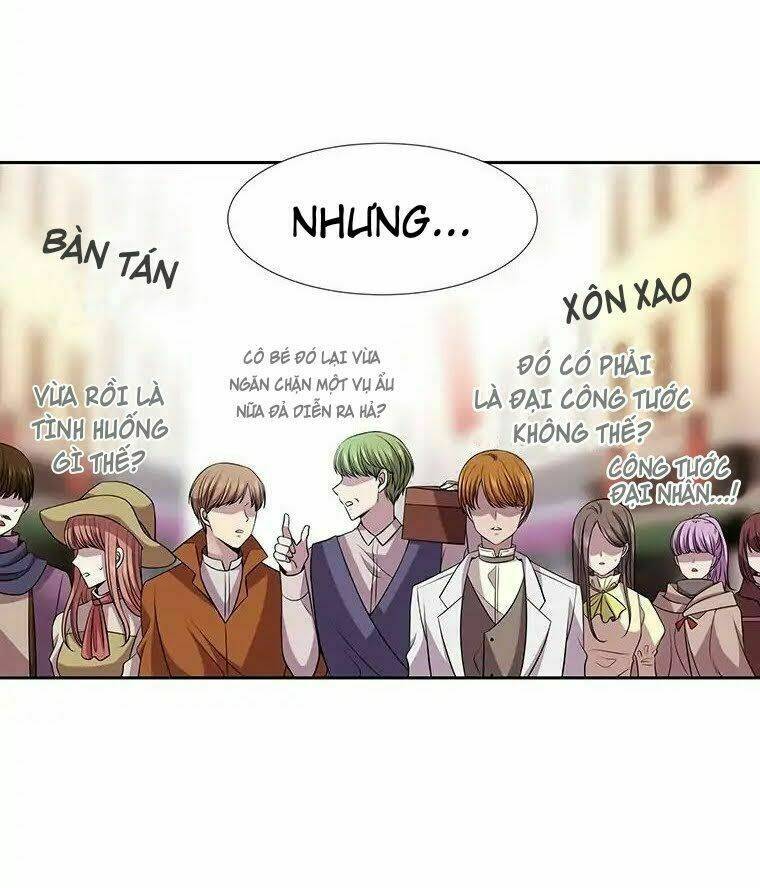 NHƯNG...
BÀN TÁN
XÔN XAO
VỪA RỒI LÀ
TÌNH HUỐNG
GÌ THẾ?
CÔ BÉ ĐÓ LẠI VỪA
NGĂN CHẶN MỘT VỤ ẨU
NỮA ĐẢ DIỄN RA HẢ?
ĐÓ CÓ PHẢI
LÀ ĐẠI CÔNG TƯỚC
KHÔNG THẾ?
CÔNG TƯỚC
ĐẠI NHÂN...!